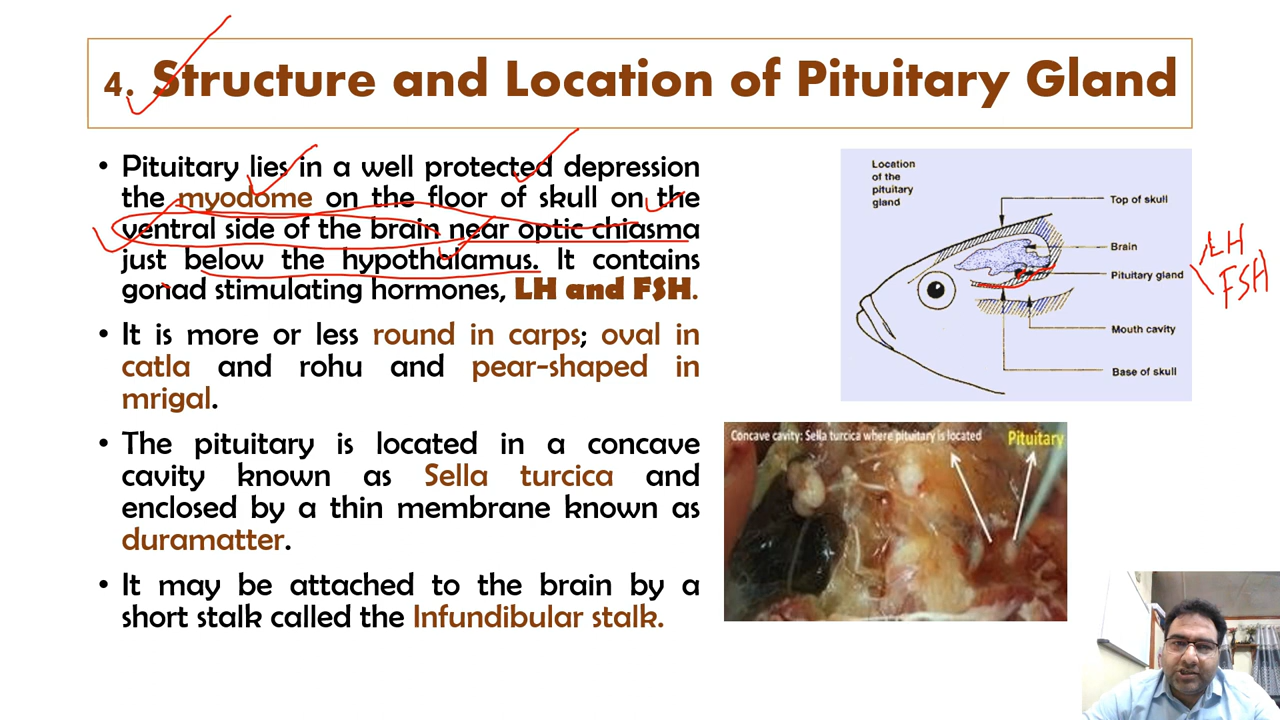 4. Structure and Location of Pituitary Gland
• Pituitary lies in a well protected depression
the myodome on the floor of skull on the
ventral side of the brain near optic chiasma
just below the hypothalamus. It contains
gonad stimulating hormones, LH and FSH.
• It is more or less round in carps; oval in
catla and rohu and pear-shaped in
mrigal.
• The pituitary is located in a concave
cavity known as Sella turcica and
enclosed by a thin membrane known as
duramatter.
• It may be attached to the brain by a
short stalk called the Infundibular stalk.
Location
of the
pituitary
gland
Top of skull
Brain
Pituitary gland
Mouth cavity
Base of skull
LH
FSH
Concave cavity: Sella turcica where pituitary is located
Pituitary